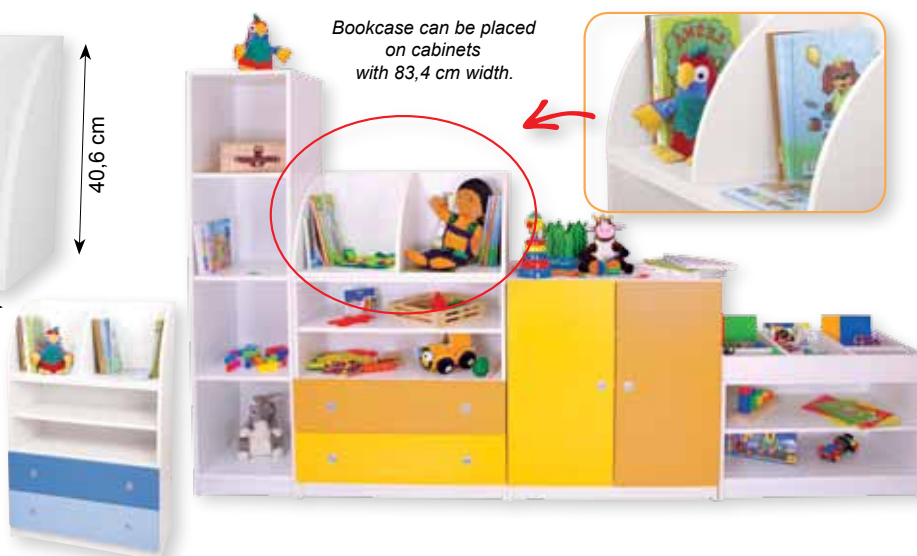 Bookcase can be placed
on cabinets
with 83,4 cm width.
40,6 cm